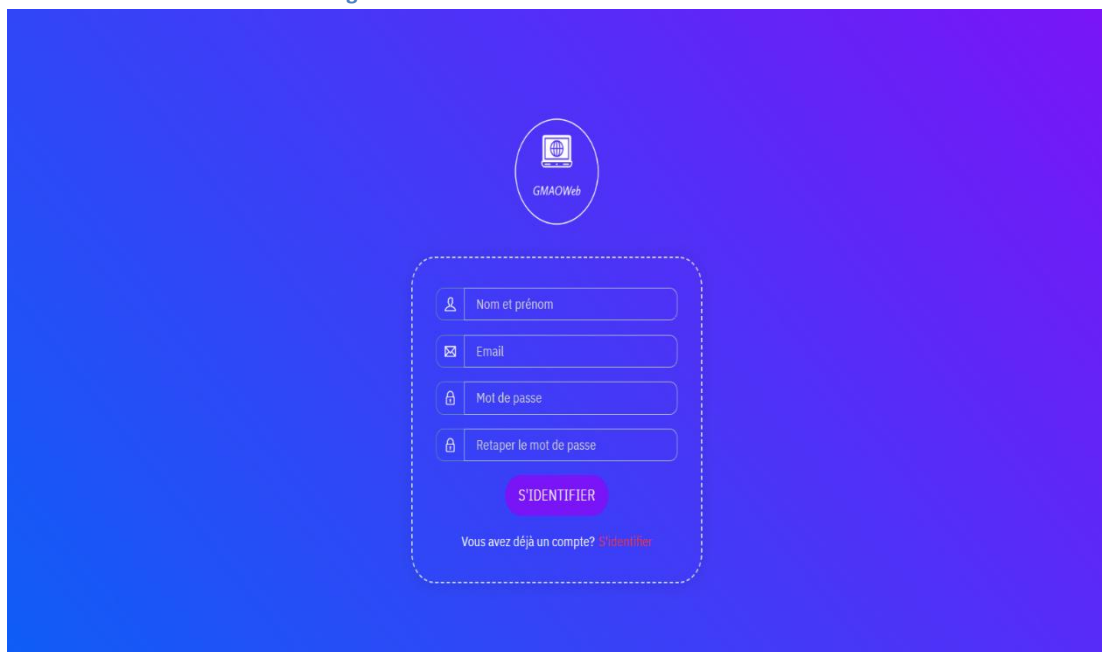 GMAOWeb
Nom et prénom
Email
Mot de passe
Retaper le mot de passe
S'IDENTIFIER
Vous avez déjà un compte? S'identifier